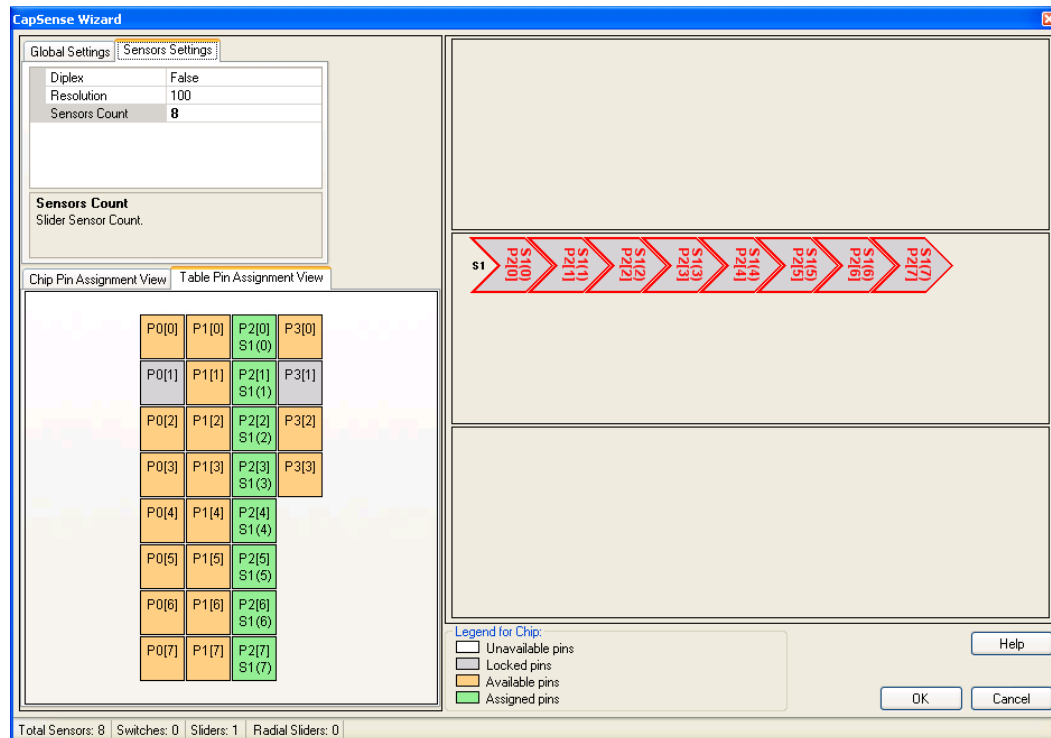 CapSense Wizard
Global Settings Sensors Settings
Diplex False
Resolution 100
Sensors Count 8
Sensors Count
Slider Sensor Count.
Chip Pin Assignment View Table Pin Assignment View
P0[0] P1[0] P2[0] P3[0]
S1(0)
P0[1] P1[1] P2[1] P3[1]
S1(1)
P0[2] P1[2] P2[2] P3[2]
S1(2)
P0[3] P1[3] P2[3] P3[3]
S1(3)
P0[4] P1[4] P2[4]
S1(4)
P0[5] P1[5] P2[5]
S1(5)
P0[6] P1[6] P2[6]
S1(6)
P0[7] P1[7] P2[7]
S1(7)
S1
S1(0)
P2[0]
S1(1)
P2[1]
S1(2)
P2[2]
S1(3)
P2[3]
S1(4)
P2[4]
S1(5)
P2[5]
S1(6)
P2[6]
S1(7)
P2[7]
Legend for Chip:
Unavailable pins
Locked pins
Available pins
Assigned pins
Help
OK Cancel
Total Sensors: 8 Switches: 0 Sliders: 1 Radial Sliders: 0